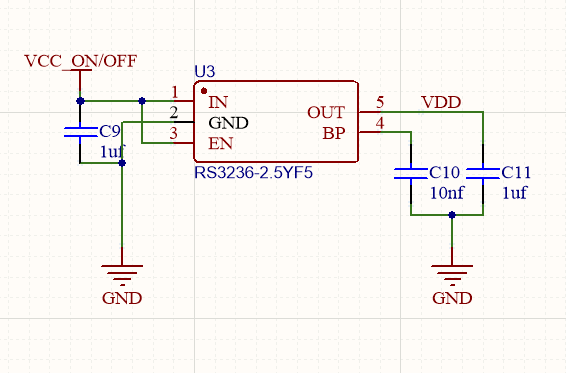 VCC_ON/OFF
U3
1
IN
2
GND
3
EN
OUT
5
VDD
BP
4
C9
1uf
RS3236-2.5YF5
C10
10nf
C11
1uf
GND
GND